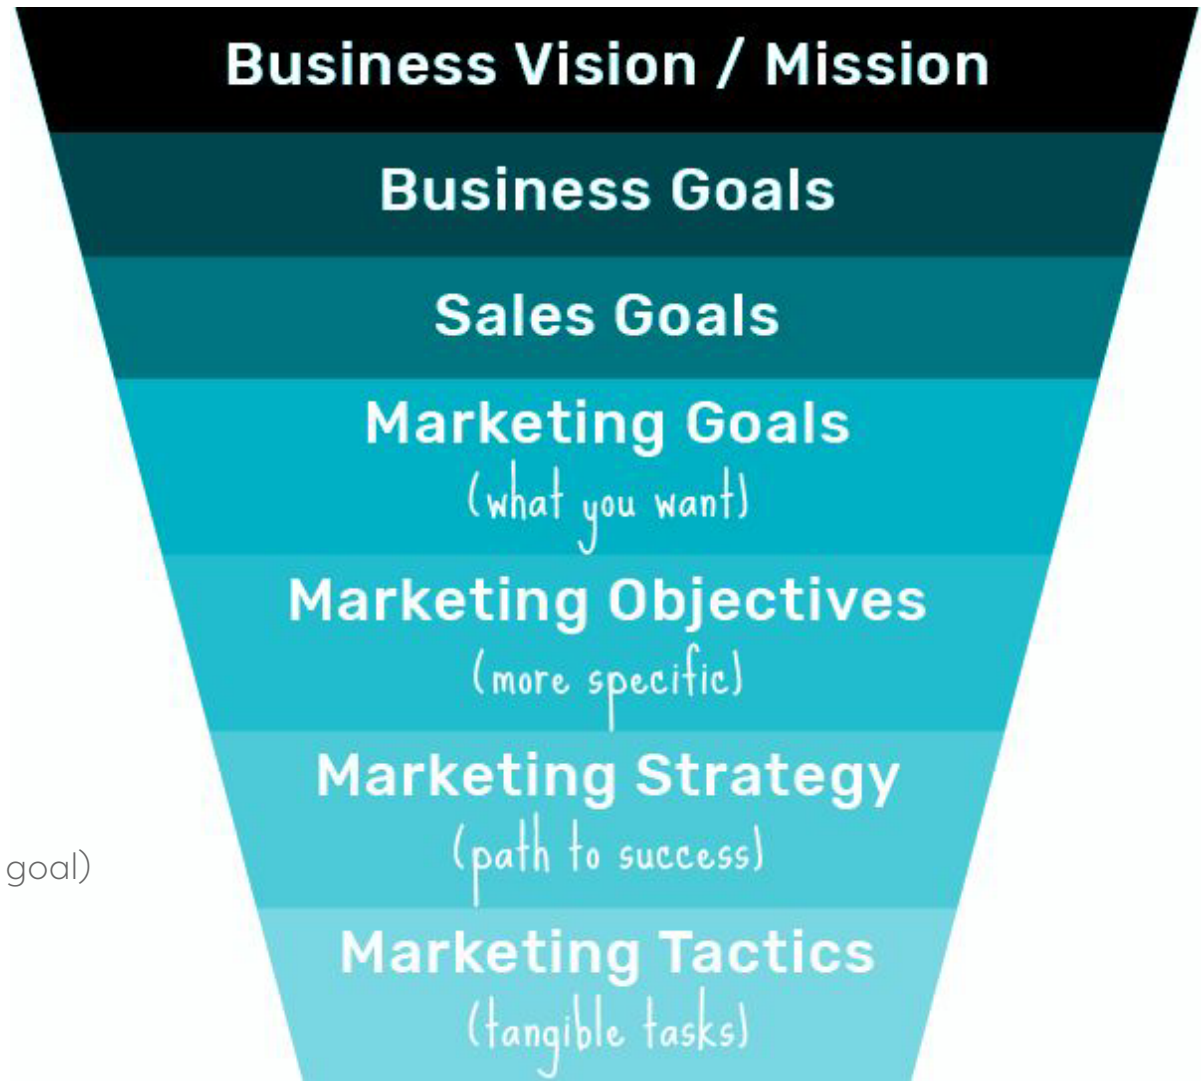 Business Vision / Mission
Business Goals
Sales Goals
Marketing Goals
(what you want)
Marketing Objectives
(more specific)
Marketing Strategy
(path to success)
goal)
Marketing Tactics
(tangible tasks)